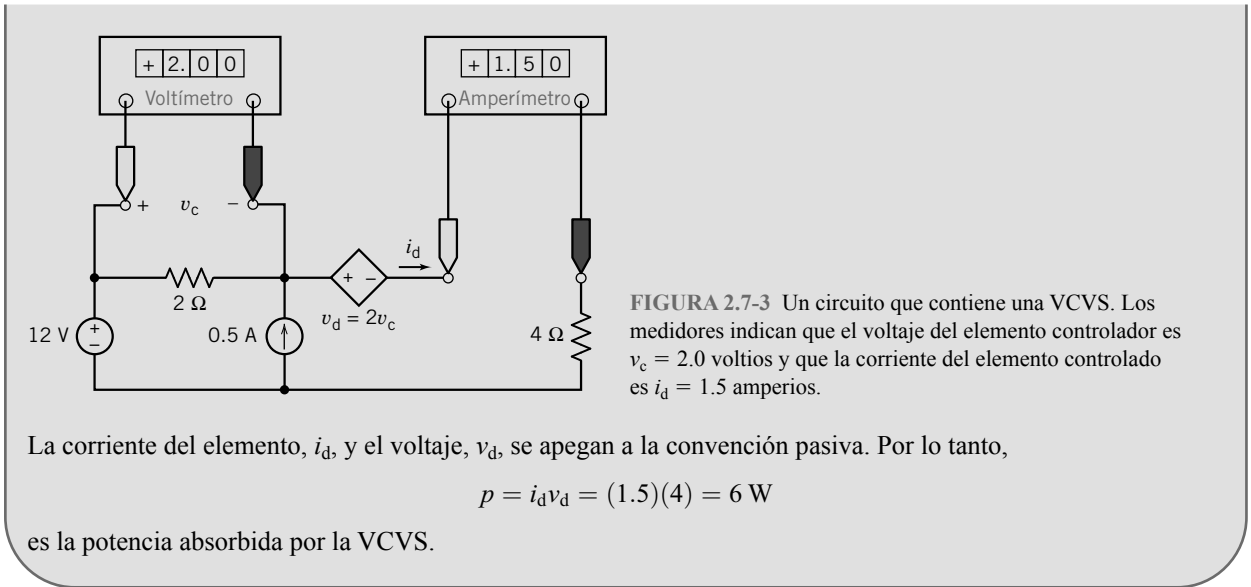 + 2. 0 0
Voltímetro
+ 1. 5 0
Amperímetro
+ v_c −
i_d
2 Ω
+ −
v_d = 2v_c
12 V
+
−
0.5 A
4 Ω
FIGURA 2.7-3 Un circuito que contiene una VCVS. Los
medidores indican que el voltaje del elemento controlador es
v_c = 2.0 voltios y que la corriente del elemento controlado
es i_d = 1.5 amperios.
La corriente del elemento, i_d, y el voltaje, v_d, se apegan a la convención pasiva. Por lo tanto,
p = i_d v_d = (1.5)(4) = 6 W
es la potencia absorbida por la VCVS.